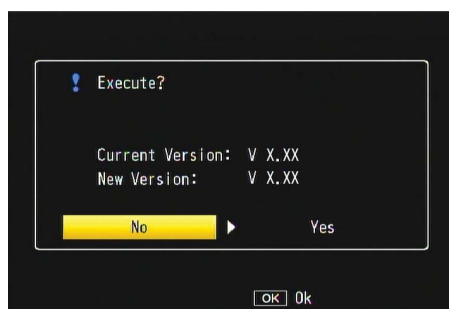 Execute?
Current Version: V X.XX
New Version: V X.XX
No Yes
OK Ok